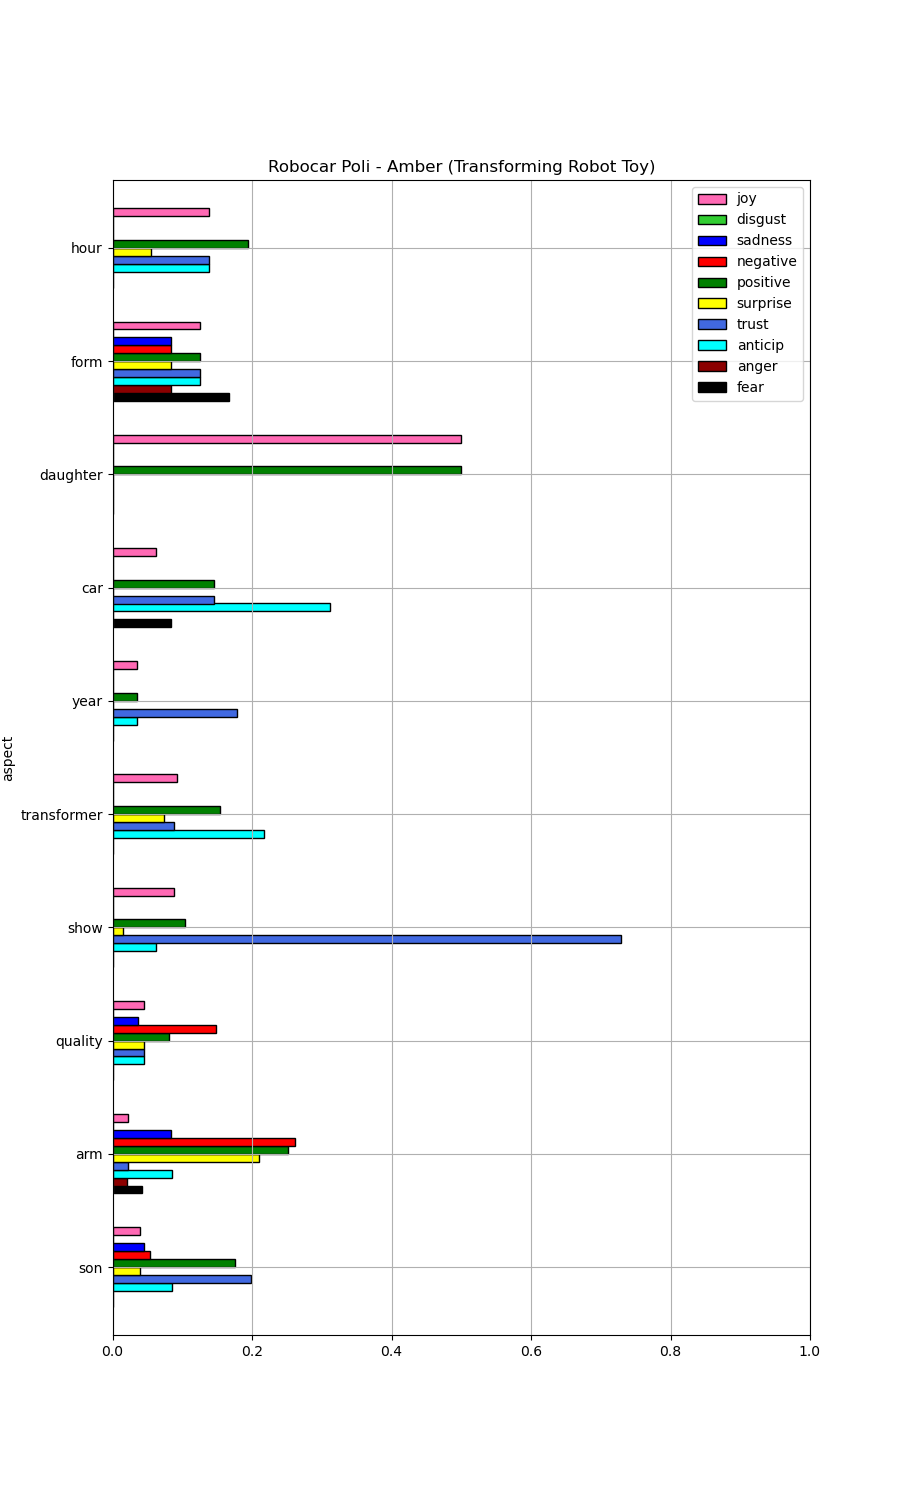 Robocar Poli - Amber (Transforming Robot Toy)
joy
disgust
sadness
negative
positive
surprise
trust
anticip
anger
fear
hour
form
daughter
car
year
transformer
show
quality
arm
son
aspect
0.0 0.2 0.4 0.6 0.8 1.0